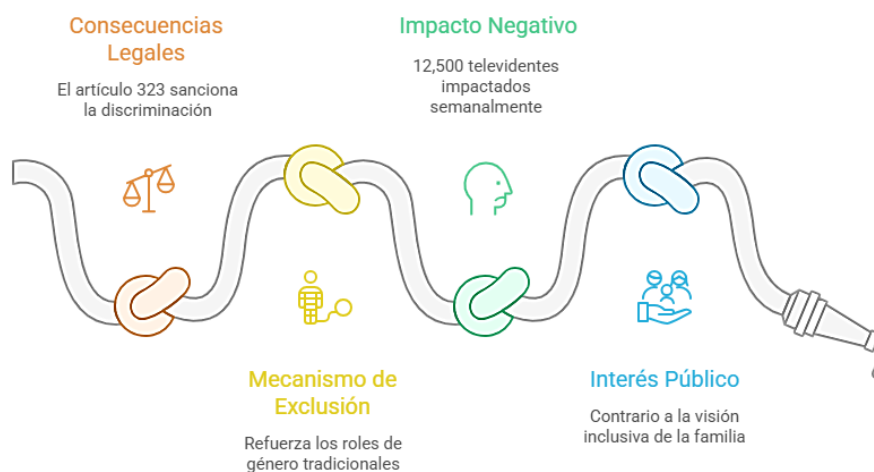 Consecuencias
Legales
El artículo 323 sanciona
la discriminación
Impacto Negativo
12,500 televidentes
impactados
semanalmente
Mecanismo de
Exclusión
Refuerza los roles de
género tradicionales
Interés Público
Contrario a la visión
inclusiva de la familia